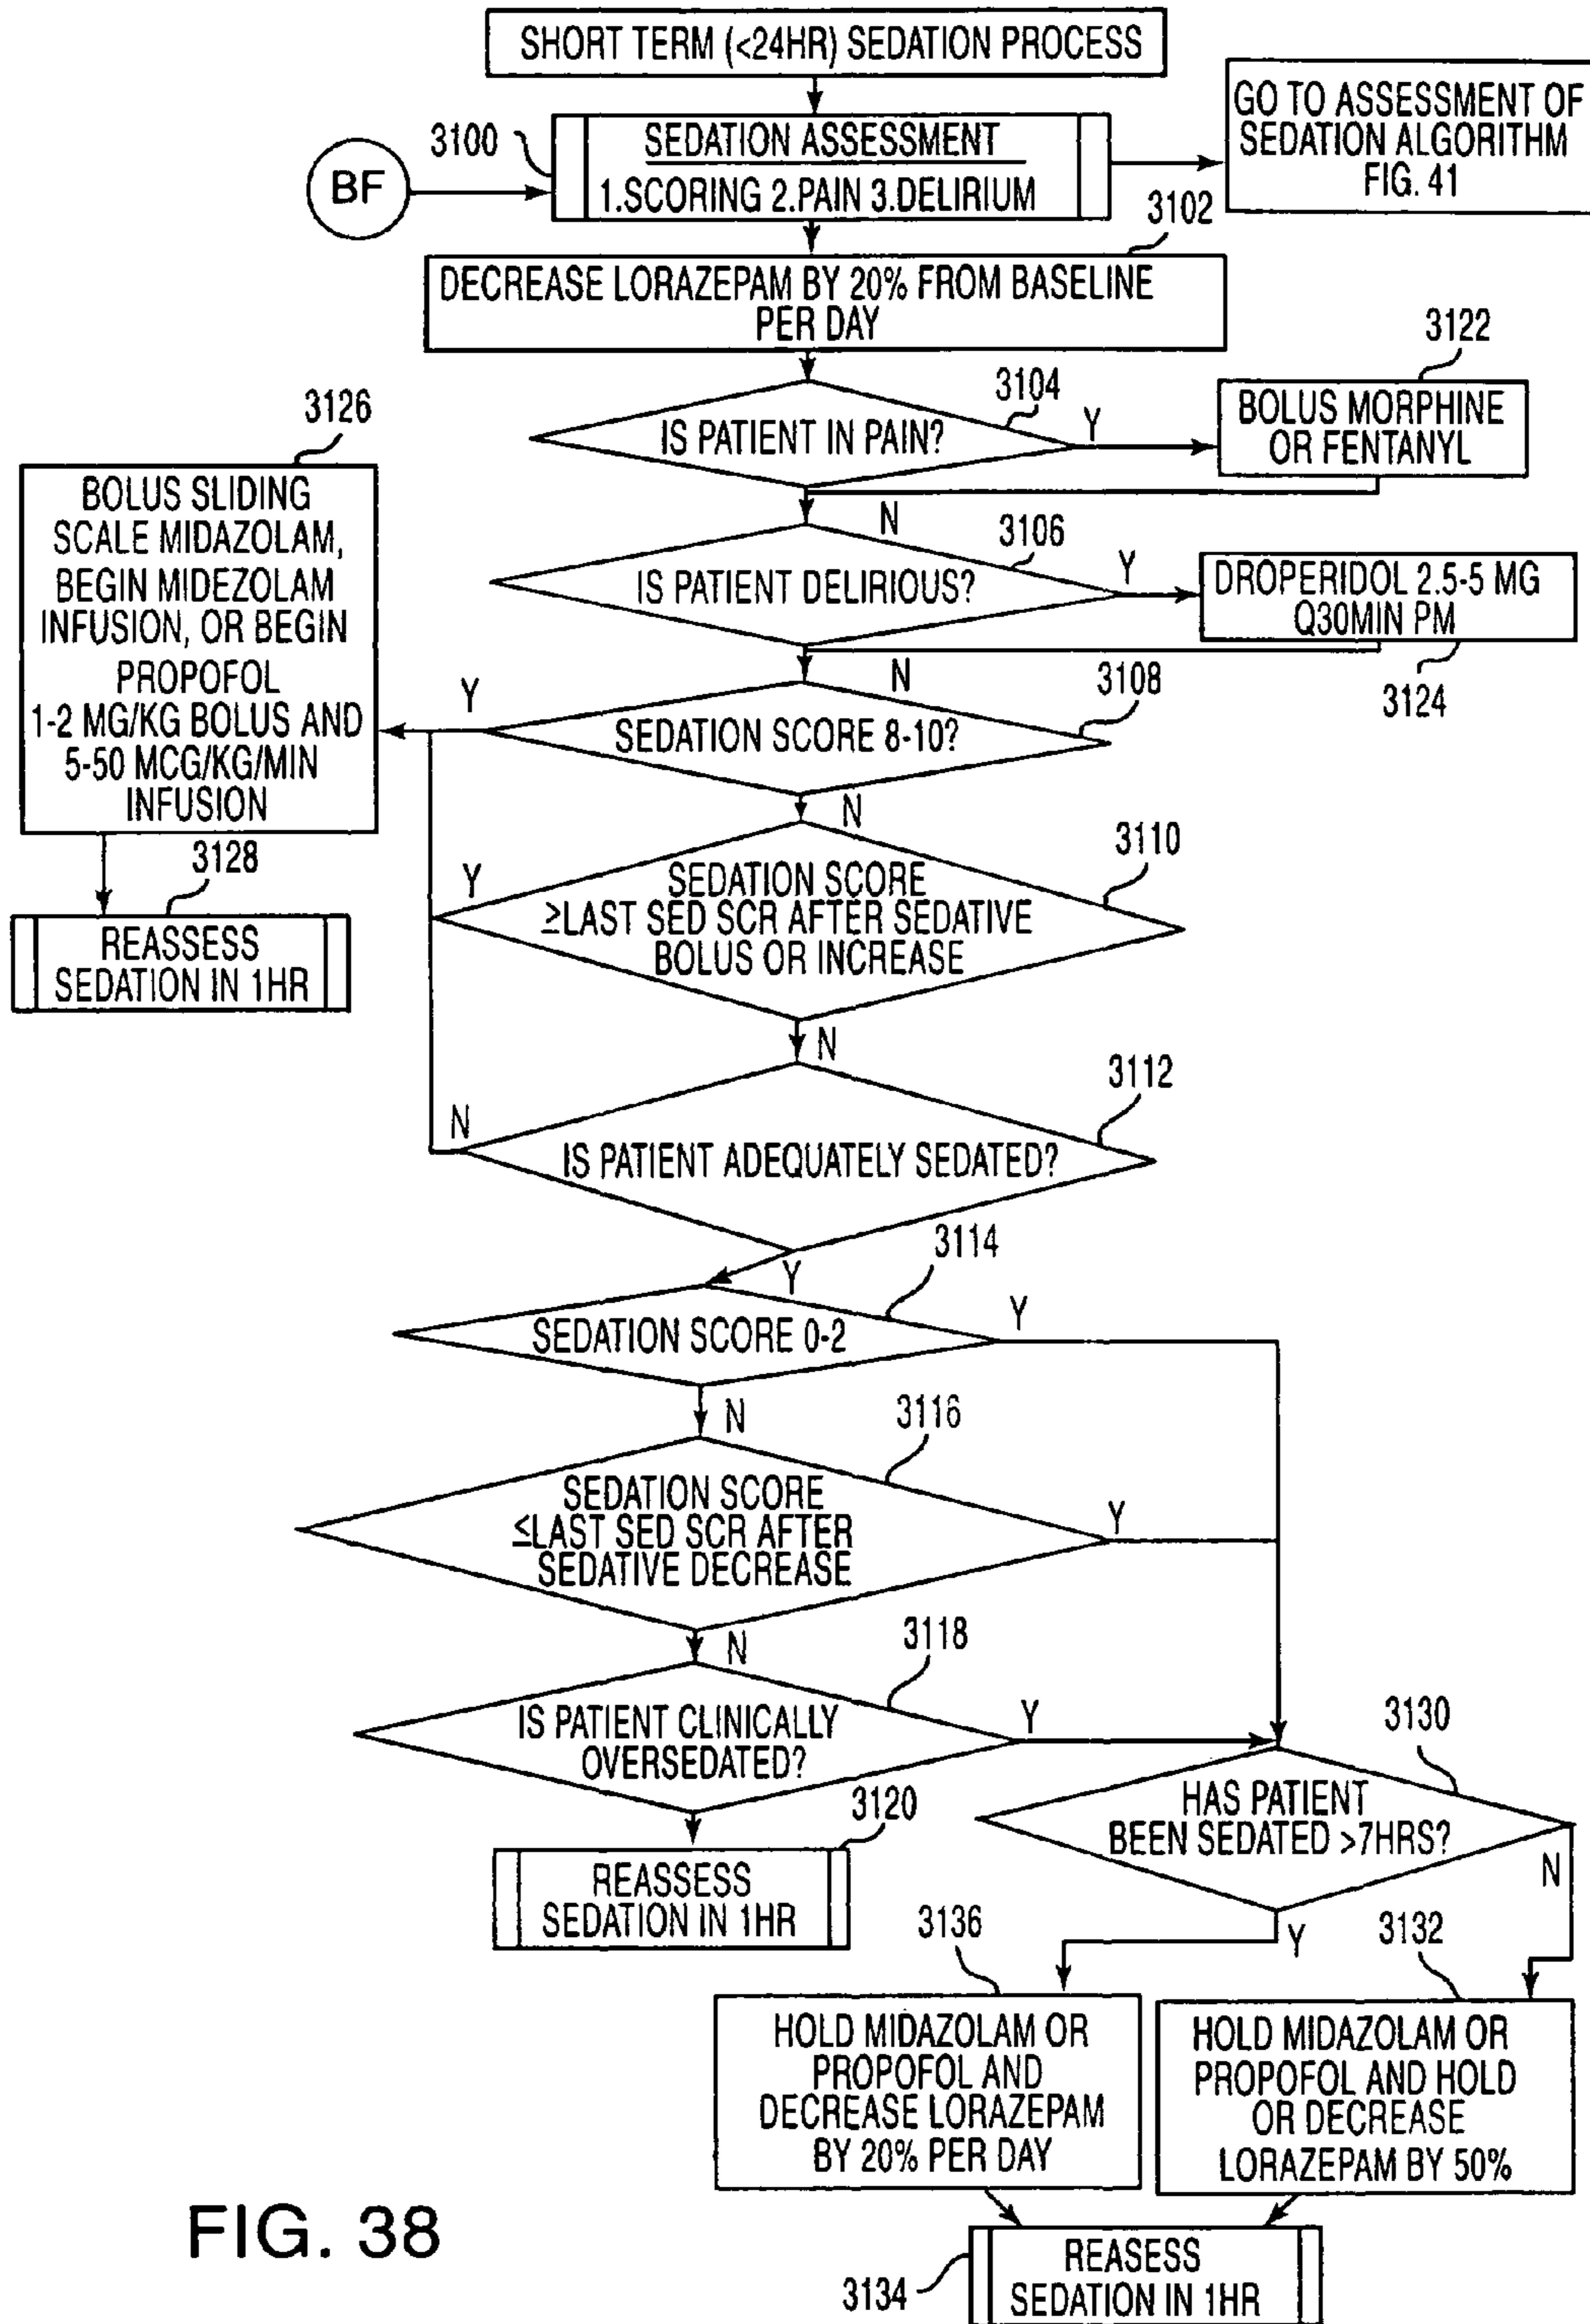 SHORT TERM (<24HR) SEDATION PROCESS
GO TO ASSESSMENT OF
SEDATION ALGORITHM
FIG. 41
3100
SEDATION ASSESSMENT
1.SCORING 2.PAIN 3.DELIRIUM
BF
3102
DECREASE LORAZEPAM BY 20% FROM BASELINE
PER DAY
3104
IS PATIENT IN PAIN?
Y
3122
BOLUS MORPHINE
OR FENTANYL
N
3106
IS PATIENT DELIRIOUS?
Y
DROPERIDOL 2.5-5 MG
Q30MIN PM
3124
N
3108
SEDATION SCORE 8-10?
Y
3126
BOLUS SLIDING
SCALE MIDAZOLAM,
BEGIN MIDEZOLAM
INFUSION, OR BEGIN
PROPOFOL
1-2 MG/KG BOLUS AND
5-50 MCG/KG/MIN
INFUSION
3128
REASSESS
SEDATION IN 1HR
N
3110
Y
SEDATION SCORE
≥LAST SED SCR AFTER SEDATIVE
BOLUS OR INCREASE
N
3112
N
IS PATIENT ADEQUATELY SEDATED?
Y
3114
SEDATION SCORE 0-2
Y
N
3116
SEDATION SCORE
≤LAST SED SCR AFTER
SEDATIVE DECREASE
Y
N
3118
IS PATIENT CLINICALLY
OVERSEDATED?
Y
3120
REASSESS
SEDATION IN 1HR
3130
HAS PATIENT
BEEN SEDATED >7HRS?
N
Y
3136
HOLD MIDAZOLAM OR
PROPOFOL AND
DECREASE LORAZEPAM
BY 20% PER DAY
3132
HOLD MIDAZOLAM OR
PROPOFOL AND HOLD
OR DECREASE
LORAZEPAM BY 50%
3134
REASESS
SEDATION IN 1HR
FIG. 38